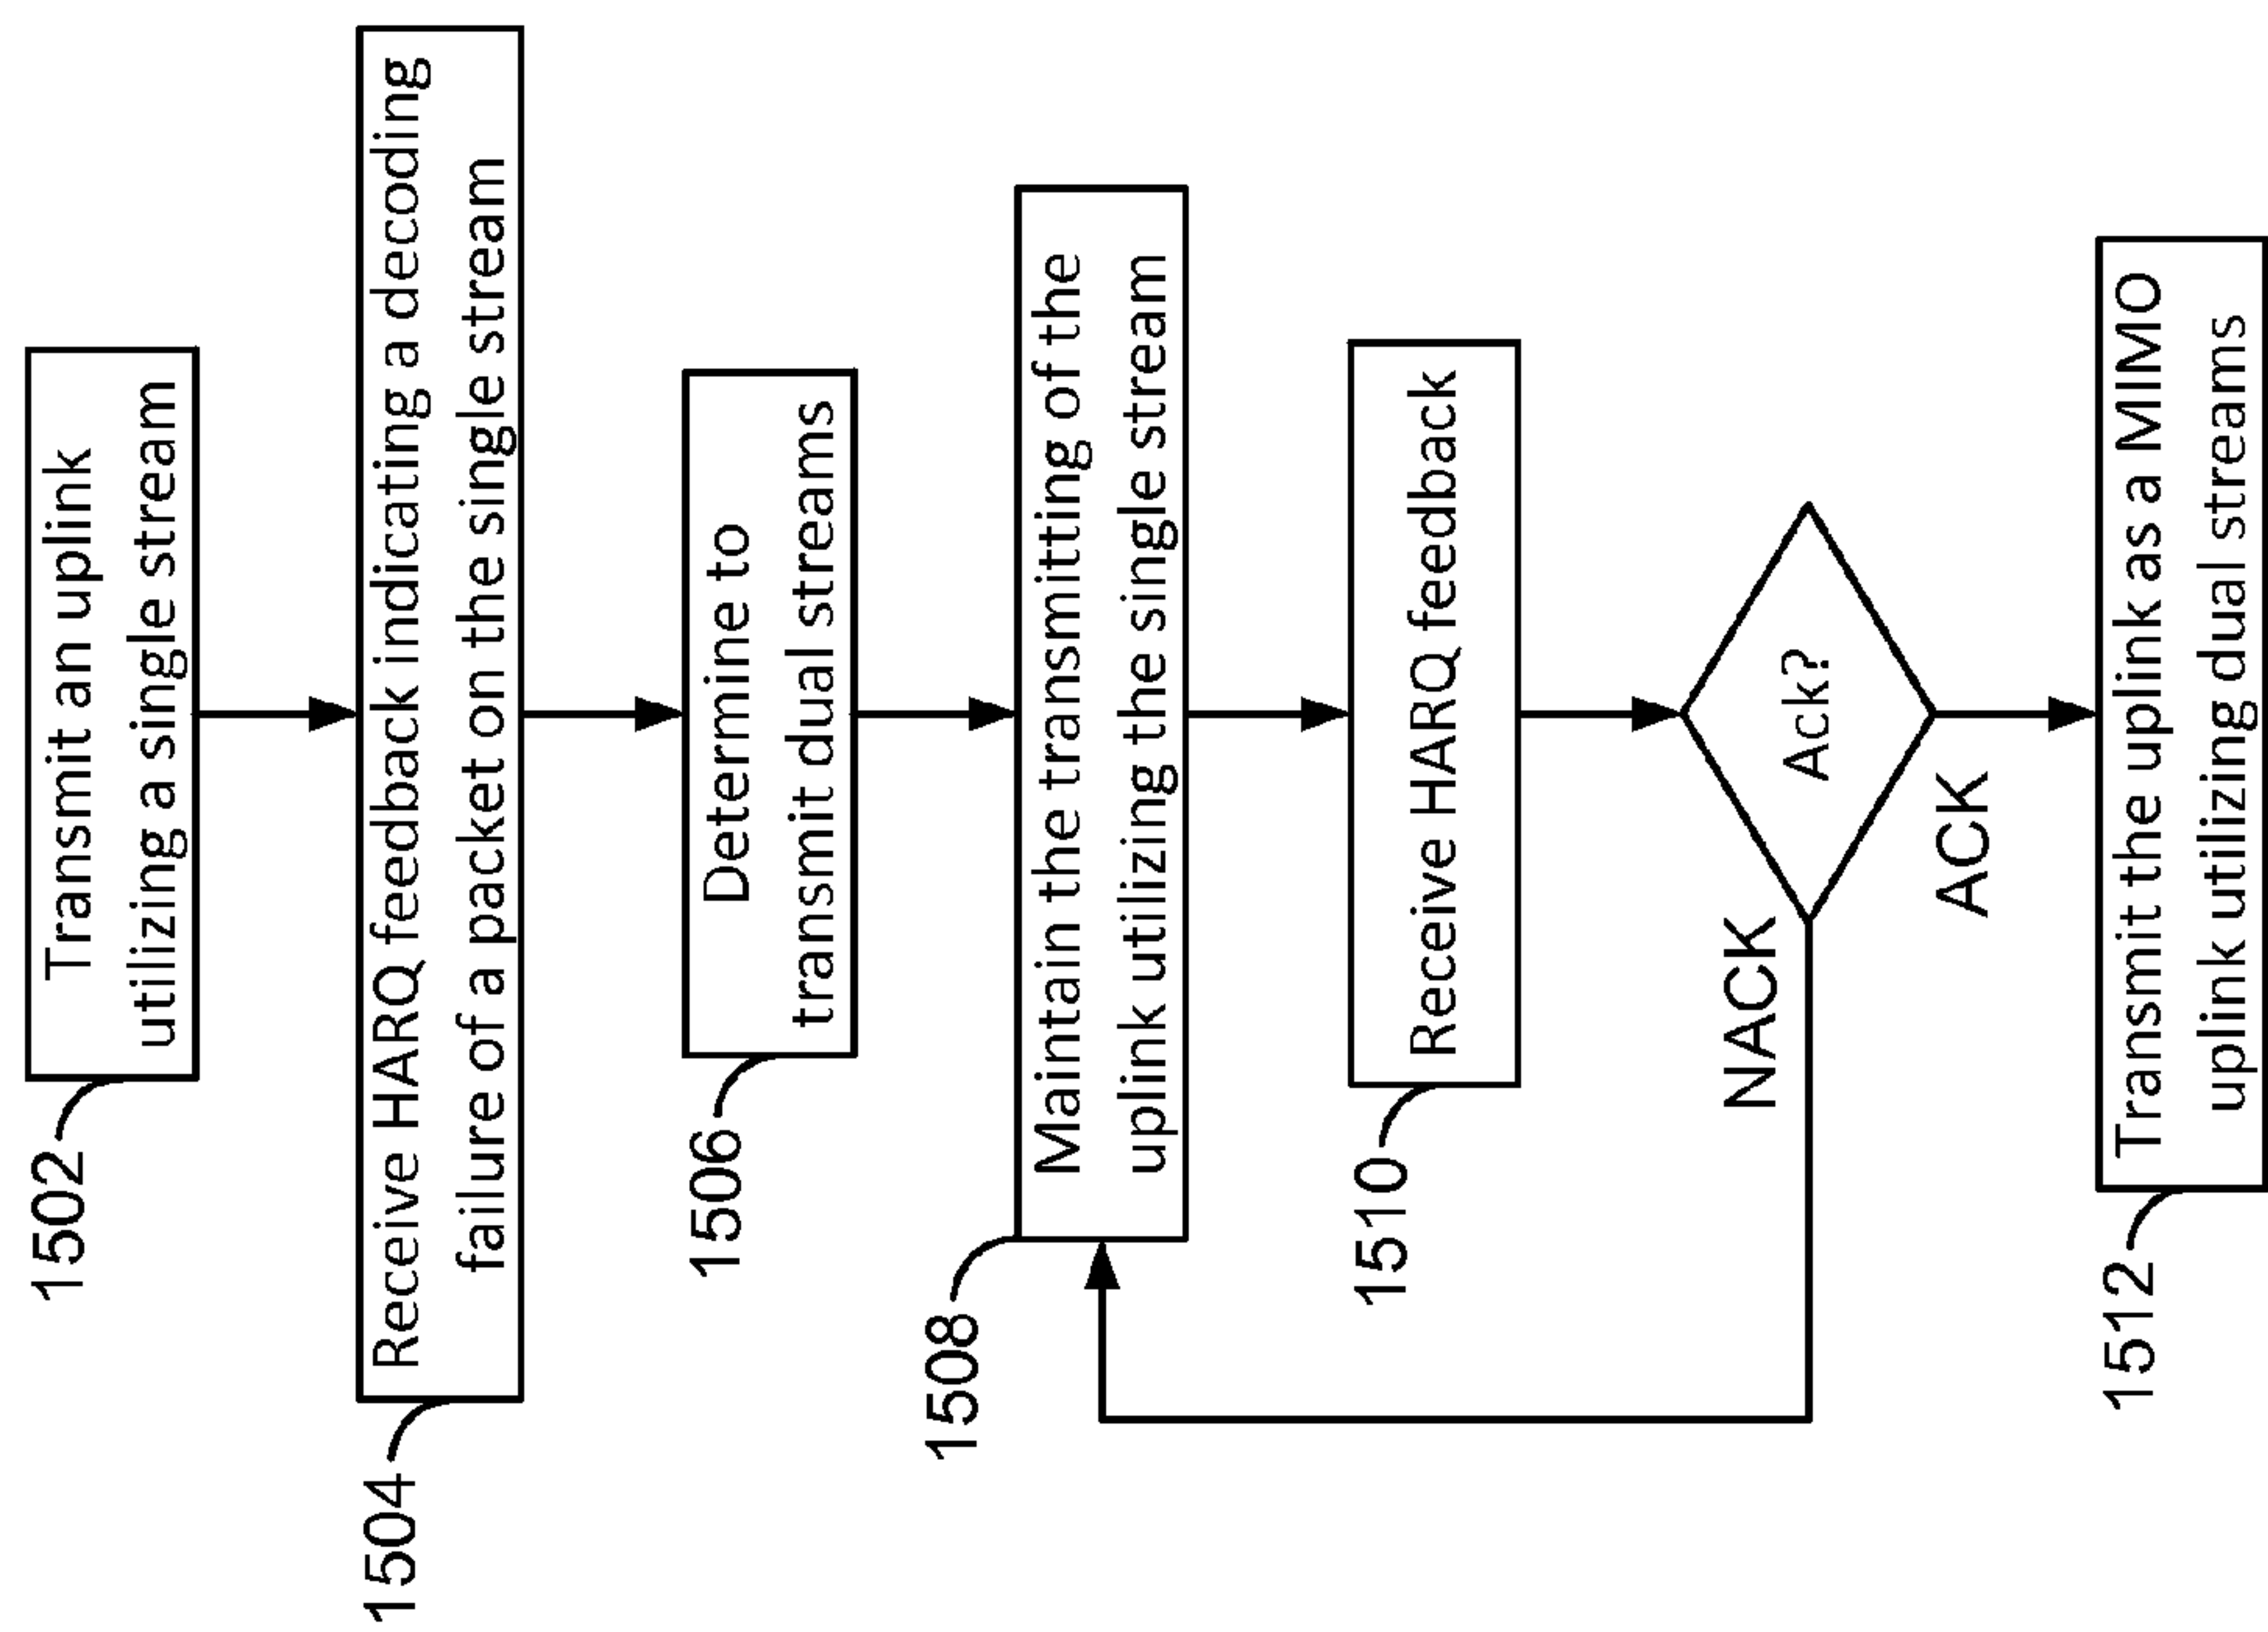 1502
Transmit an uplink
utilizing a single stream
1504
Receive HARQ feedback indicating a decoding
failure of a packet on the single stream
1506
Determine to
transmit dual streams
1508
Maintain the transmitting of the
uplink utilizing the single stream
1510
Receive HARQ feedback
Ack?
NACK
ACK
1512
Transmit the uplink as a MIMO
uplink utilizing dual streams